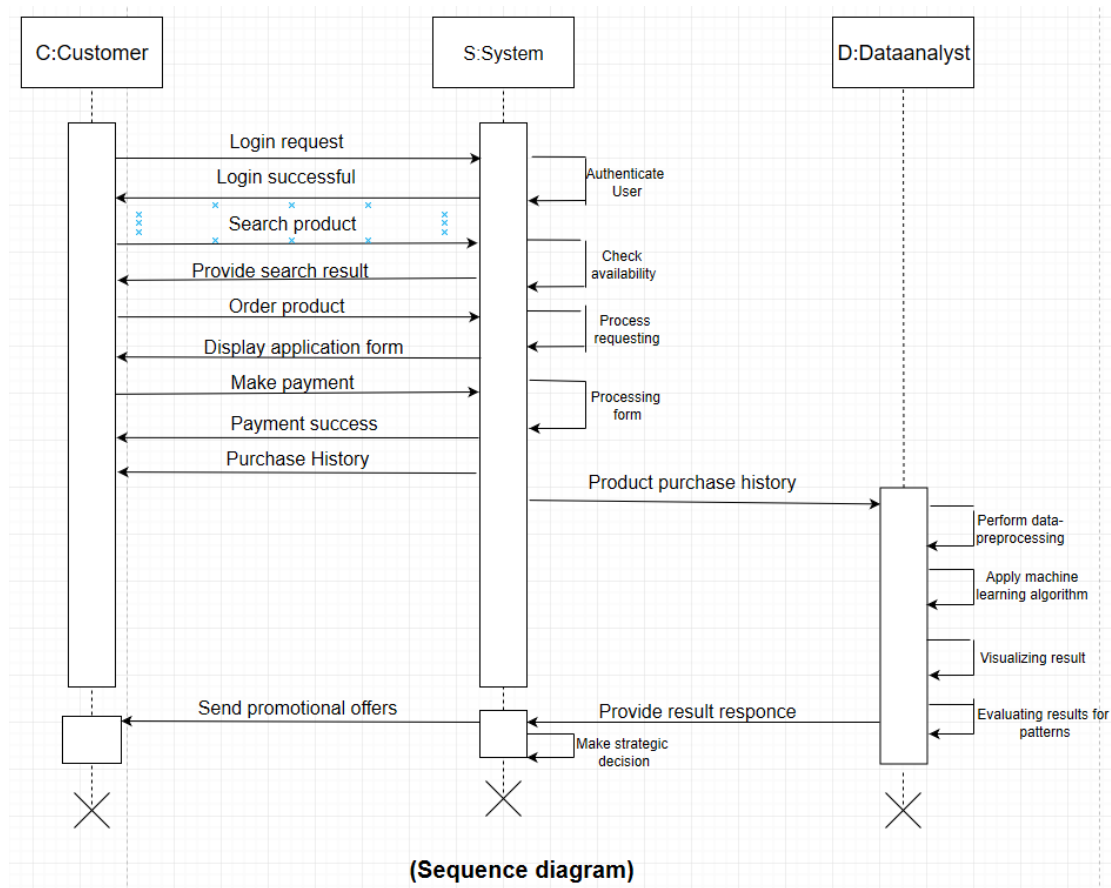 C:Customer
S:System
D:Dataanalyst
Login request
Authenticate
User
Login successful
Search product
Check
availability
Provide search result
Order product
Process
requesting
Display application form
Make payment
Processing
form
Payment success
Purchase History
Product purchase history
Perform data-
preprocessing
Apply machine
learning algorithm
Visualizing result
Send promotional offers
Provide result responce
Evaluating results for
patterns
Make strategic
decision
(Sequence diagram)